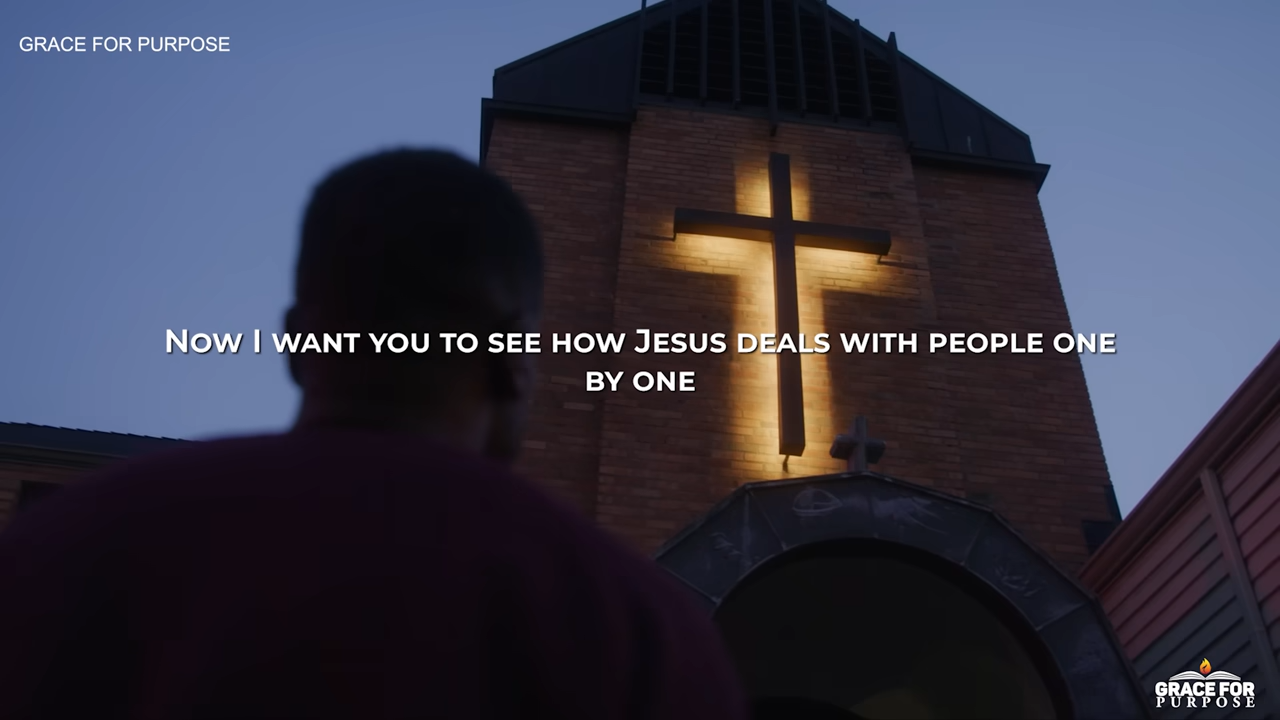 GRACE FOR PURPOSE
Now I want you to see how Jesus deals with people one
by one
GRACE FOR
PURPOSE